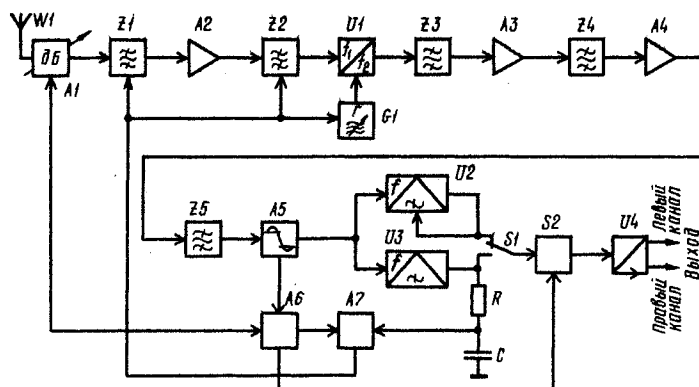 W1
Z1
A2
Z2
U1
Z3
A3
Z4
A4
дБ
f₁
f₂
A1
f
G1
Z5
A5
U2
f
U3
f
S1
S2
U4
Левый канал
Выход
Правый канал
A6
A7
R
C